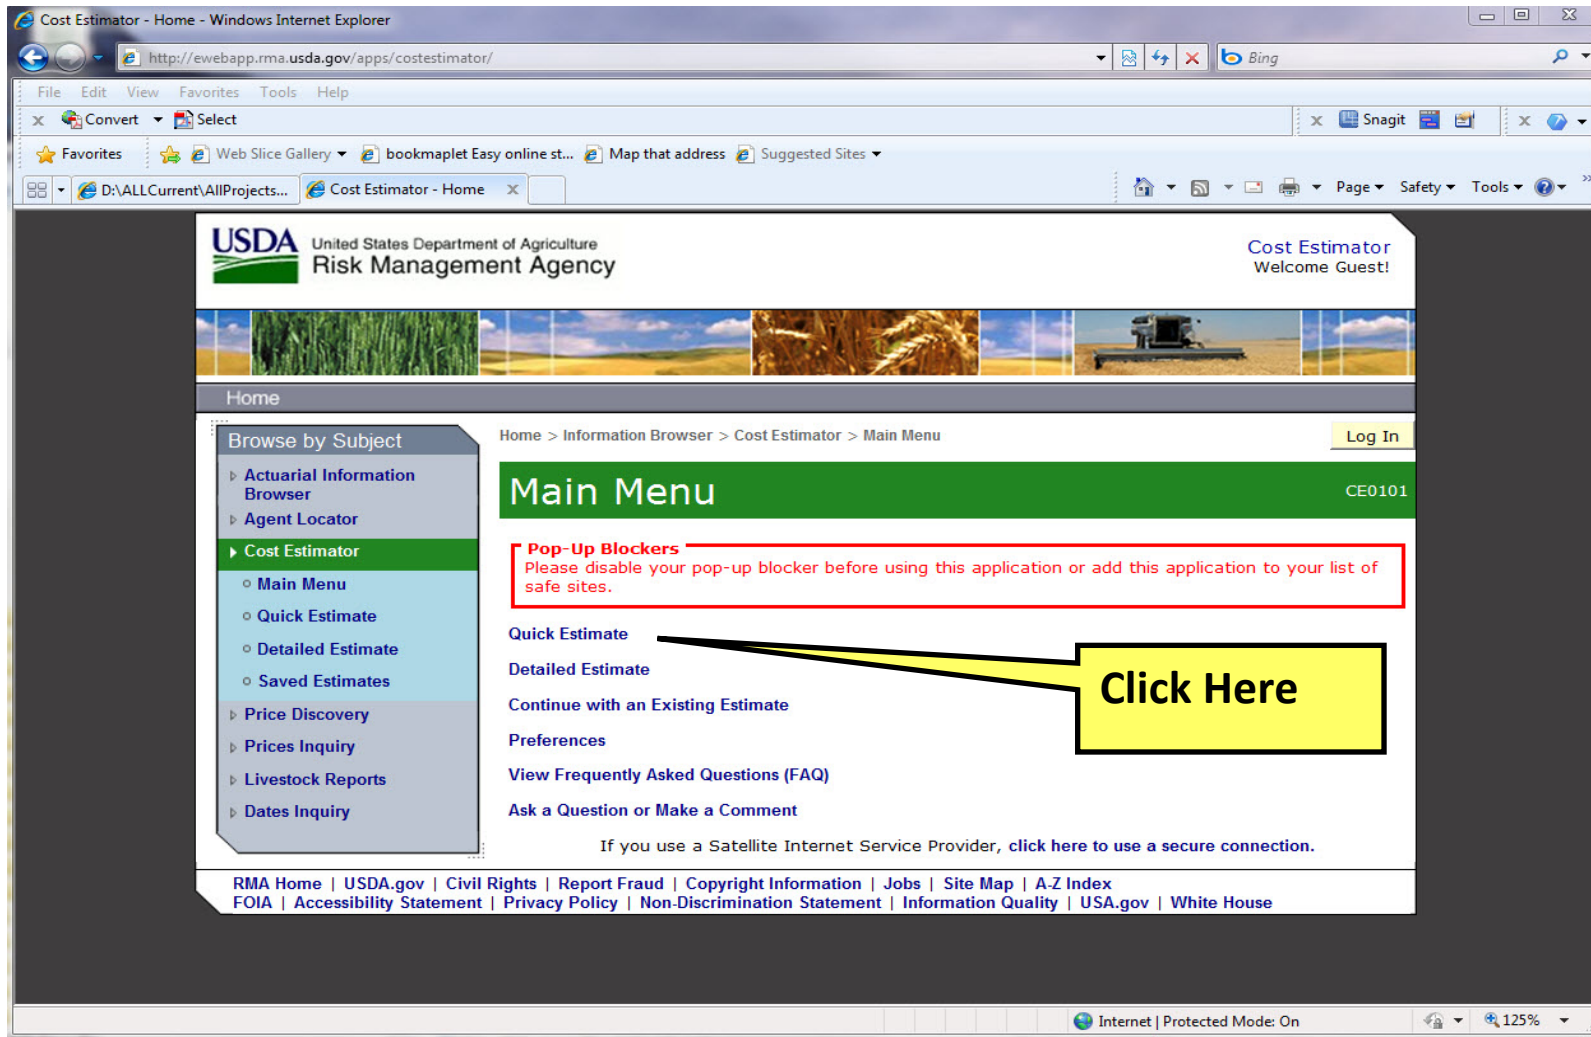 Cost Estimator - Home - Windows Internet Explorer
http://ewebapp.rma.usda.gov/apps/costestimator/
Bing
File Edit View Favorites Tools Help
x Convert Select
x Snagit x
Favorites Web Slice Gallery bookmaplet Easy online st... Map that address Suggested Sites
D:\ALLCurrent\AllProjects... Cost Estimator - Home x Page Safety Tools »
USDA United States Department of Agriculture
Risk Management Agency
Cost Estimator
Welcome Guest!
Home
Browse by Subject
Actuarial Information
Browser
Agent Locator
Cost Estimator
Main Menu
Quick Estimate
Detailed Estimate
Saved Estimates
Price Discovery
Prices Inquiry
Livestock Reports
Dates Inquiry
Home > Information Browser > Cost Estimator > Main Menu
Log In
Main Menu CE0101
Pop-Up Blockers
Please disable your pop-up blocker before using this application or add this application to your list of
safe sites.
Quick Estimate
Detailed Estimate
Continue with an Existing Estimate
Preferences
View Frequently Asked Questions (FAQ)
Ask a Question or Make a Comment
Click Here
If you use a Satellite Internet Service Provider, click here to use a secure connection.
RMA Home | USDA.gov | Civil Rights | Report Fraud | Copyright Information | Jobs | Site Map | A-Z Index
FOIA | Accessibility Statement | Privacy Policy | Non-Discrimination Statement | Information Quality | USA.gov | White House
Internet | Protected Mode: On 125%